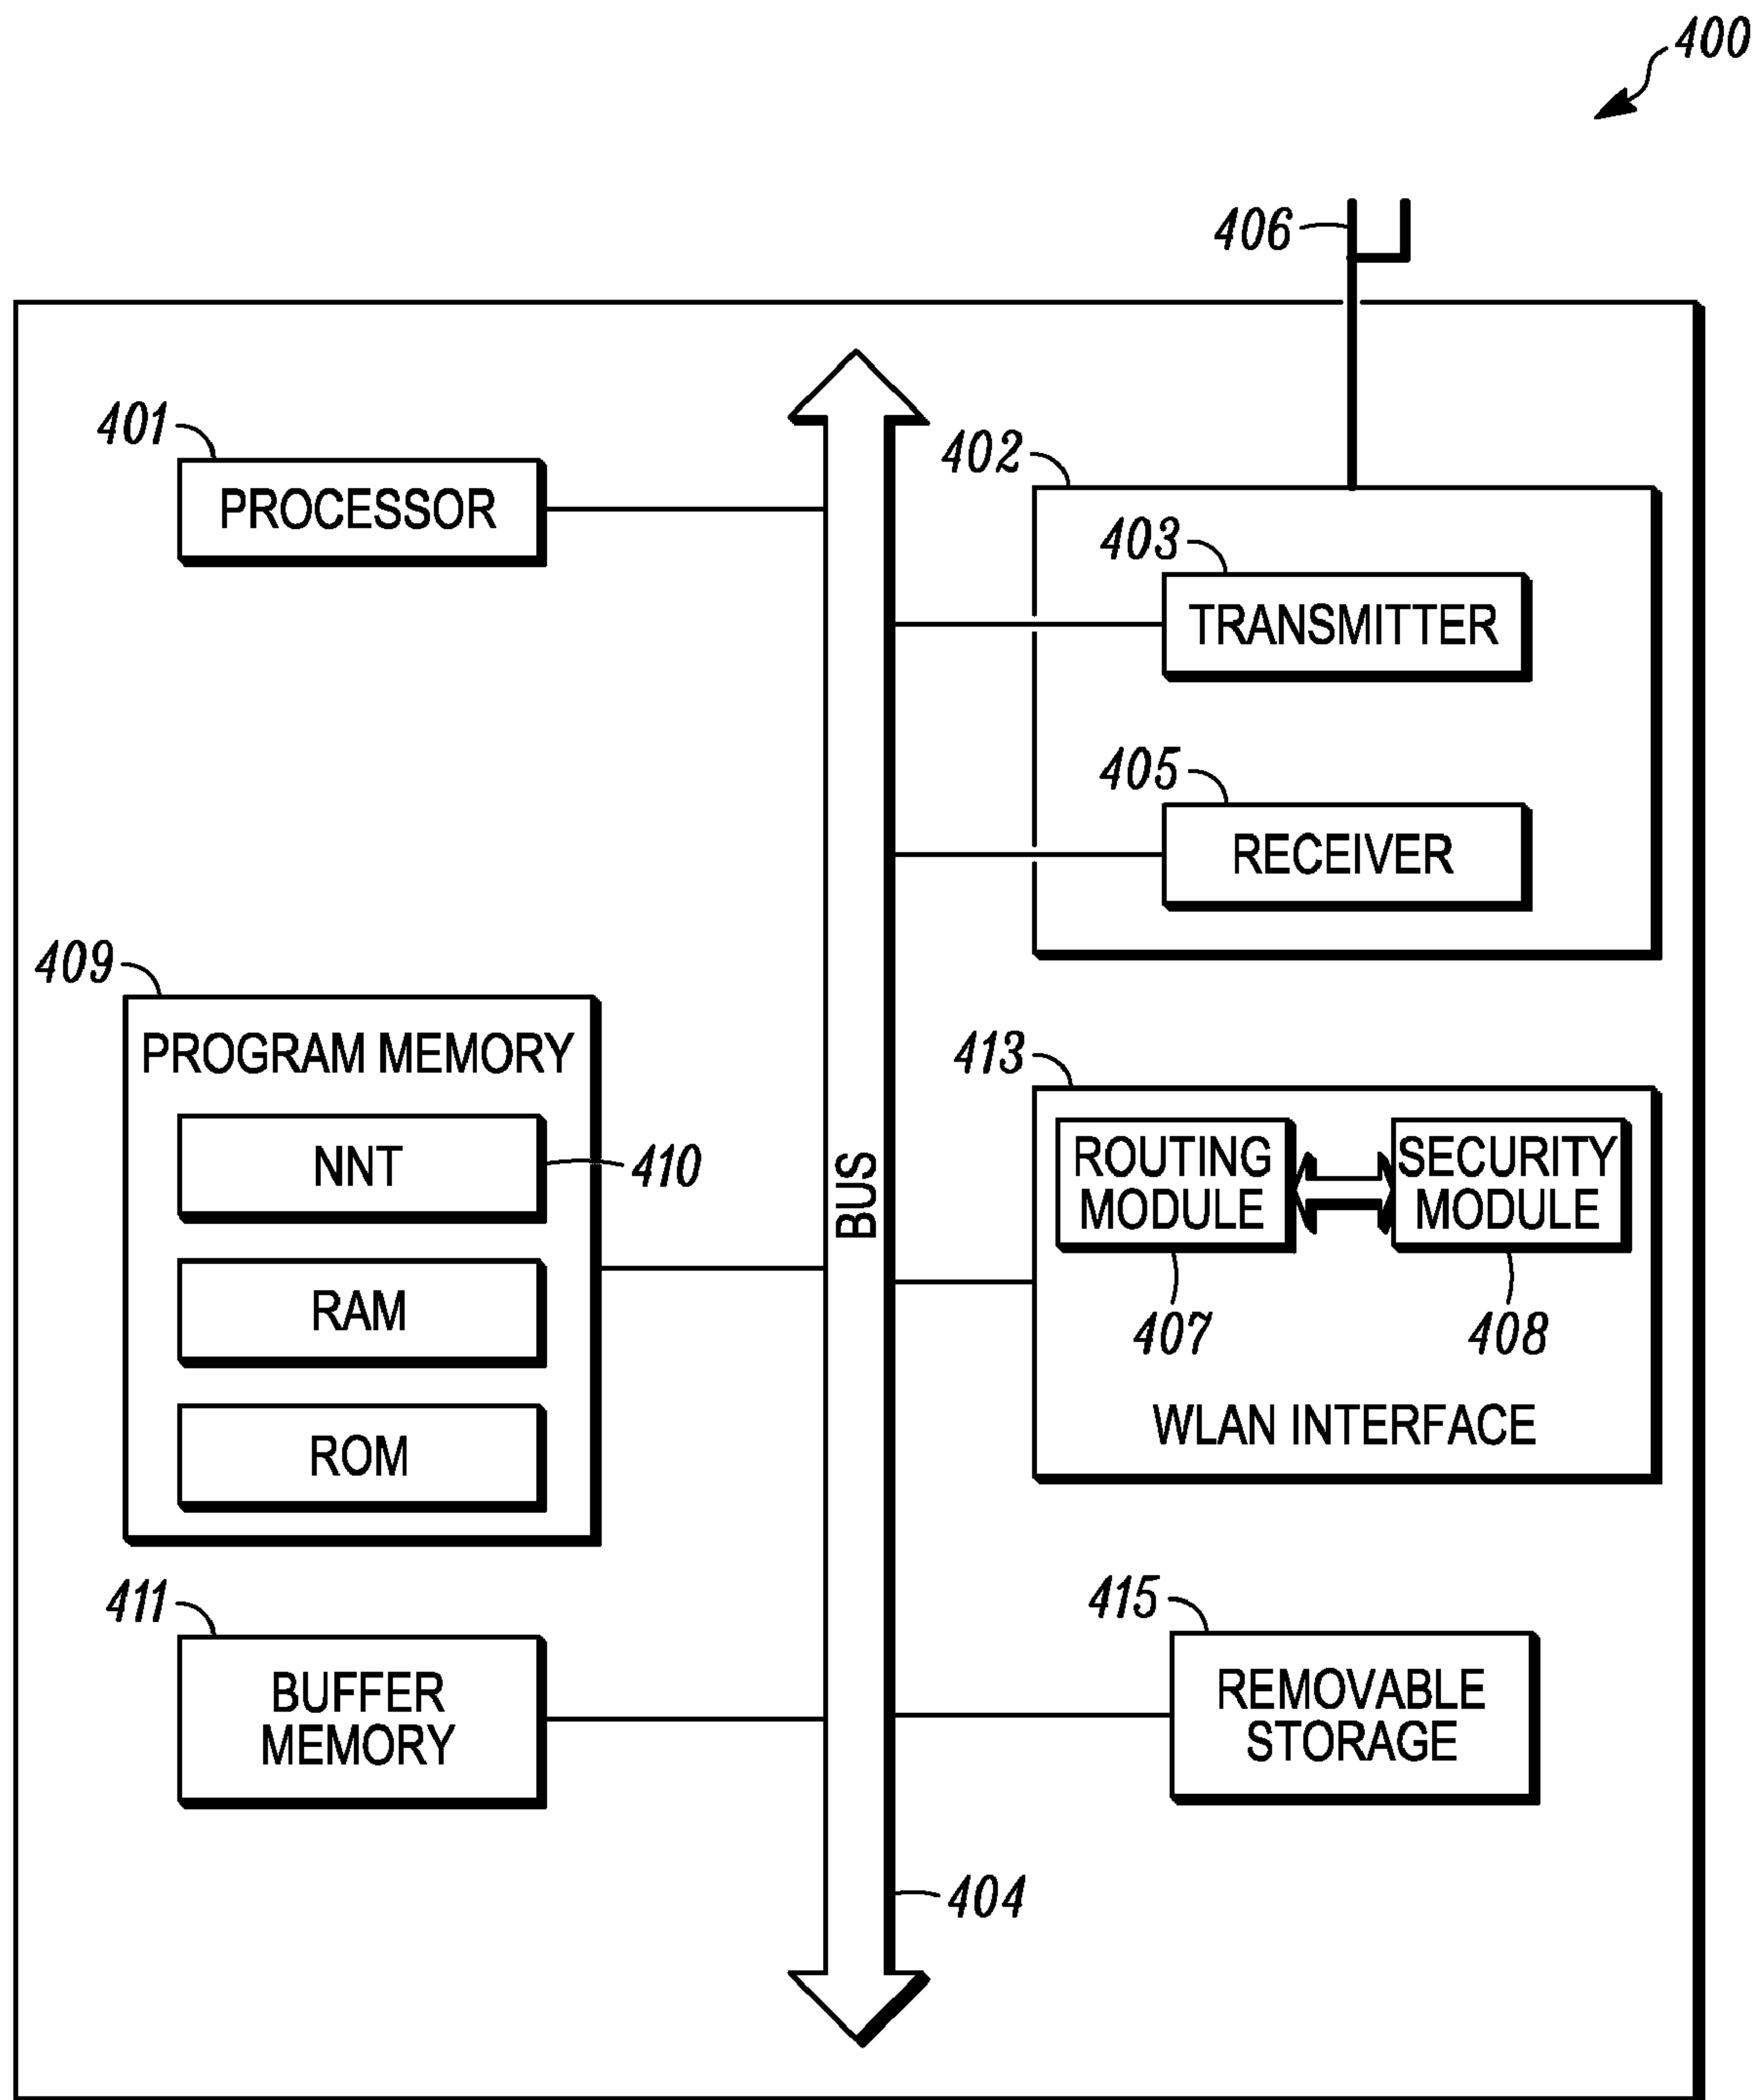 400
406
401
PROCESSOR
402
403
TRANSMITTER
405
RECEIVER
409
PROGRAM MEMORY
NNT
410
RAM
ROM
BUS
413
ROUTING
MODULE
SECURITY
MODULE
407
408
WLAN INTERFACE
411
BUFFER
MEMORY
415
REMOVABLE
STORAGE
404